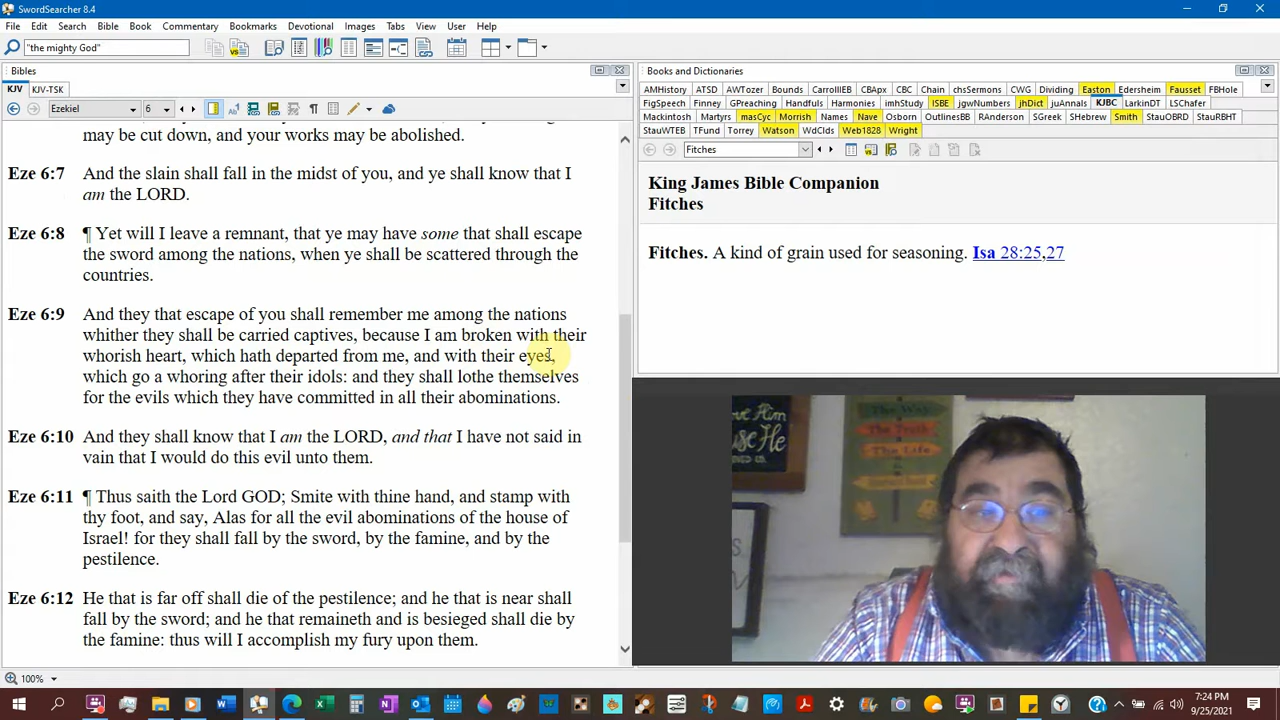 SwordSearcher 8.4
File Edit Search Bible Book Commentary Bookmarks Devotional Images Tabs View User Help
"the mighty God"
Bibles
KJV KJV-TSK
Ezekiel 6
may be cut down, and your works may be abolished.
Eze 6:7 And the slain shall fall in the midst of you, and ye shall know that I
am the LORD.
Eze 6:8 ¶ Yet will I leave a remnant, that ye may have some that shall escape
the sword among the nations, when ye shall be scattered through the
countries.
Eze 6:9 And they that escape of you shall remember me among the nations
whither they shall be carried captives, because I am broken with their
whorish heart, which hath departed from me, and with their eyes,
which go a whoring after their idols: and they shall lothe themselves
for the evils which they have committed in all their abominations.
Eze 6:10 And they shall know that I am the LORD, and that I have not said in
vain that I would do this evil unto them.
Eze 6:11 ¶ Thus saith the Lord GOD; Smite with thine hand, and stamp with
thy foot, and say, Alas for all the evil abominations of the house of
Israel! for they shall fall by the sword, by the famine, and by the
pestilence.
Eze 6:12 He that is far off shall die of the pestilence; and he that is near shall
fall by the sword; and he that remaineth and is besieged shall die by
the famine: thus will I accomplish my fury upon them.
100%
Books and Dictionaries
AMHistory ATSD AWTozer Bounds CarrollEIB CBApx Chain chsSermons CWG Dividing Easton Edersheim Fausset FBHole
FigSpeech Finney GPreaching Handfuls Harmonies imhStudy ISBE jgwNumbers jhDict juAnnals KJBC LarkinDT LSChafer
Mackintosh Martyrs masCyc Morrish Names Nave Osborn OutlinesBB RAnderson SGreek SHebrew Smith StauOBRD StauRBHT
StauWTEB TFund Torrey Watson WdClds Web1828 Wright
Fitches
King James Bible Companion
Fitches
Fitches. A kind of grain used for seasoning. Isa 28:25,27
The Way
The Truth
The Life
7:24 PM
9/25/2021